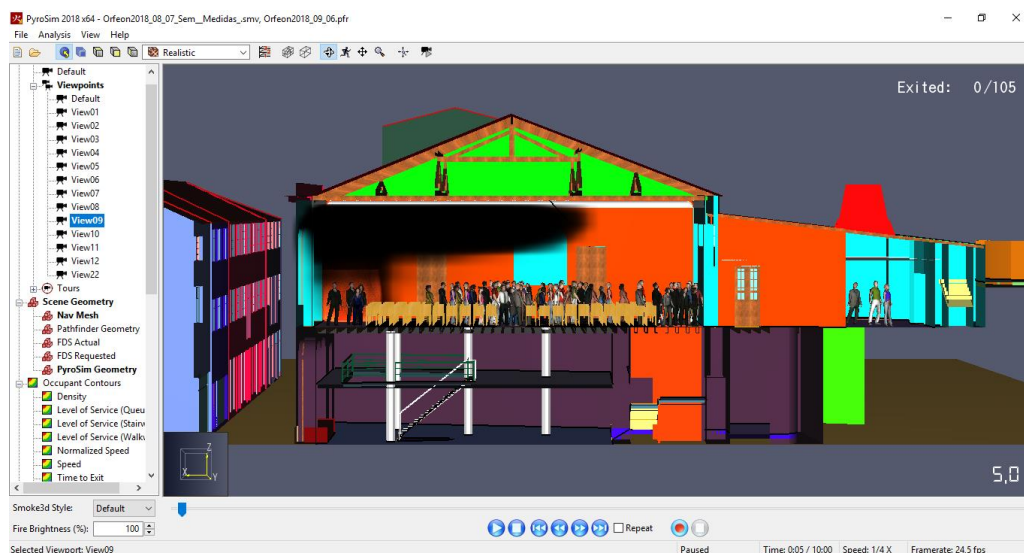 PyroSim 2018 x64 - Orfeon2018_08_07_Sem__Medidas_.smv, Orfeon2018_09_06.pfr
File Analysis View Help
Realistic
Default
Viewpoints
Default
View01
View02
View03
View04
View05
View06
View07
View08
View09
View10
View11
View12
View22
Tours
Scene Geometry
Nav Mesh
Pathfinder Geometry
FDS Actual
FDS Requested
PyroSim Geometry
Occupant Contours
Density
Level of Service (Queu
Level of Service (Stairw
Level of Service (Walkw
Normalized Speed
Speed
Time to Exit
Exited: 0/105
Z
X
Y
5,0
Smoke3d Style: Default
Fire Brightness (%): 100
Repeat
Selected Viewport: View09
Paused
Time: 0:05 / 10:00
Speed: 1/4 X
Framerate: 24.5 fps